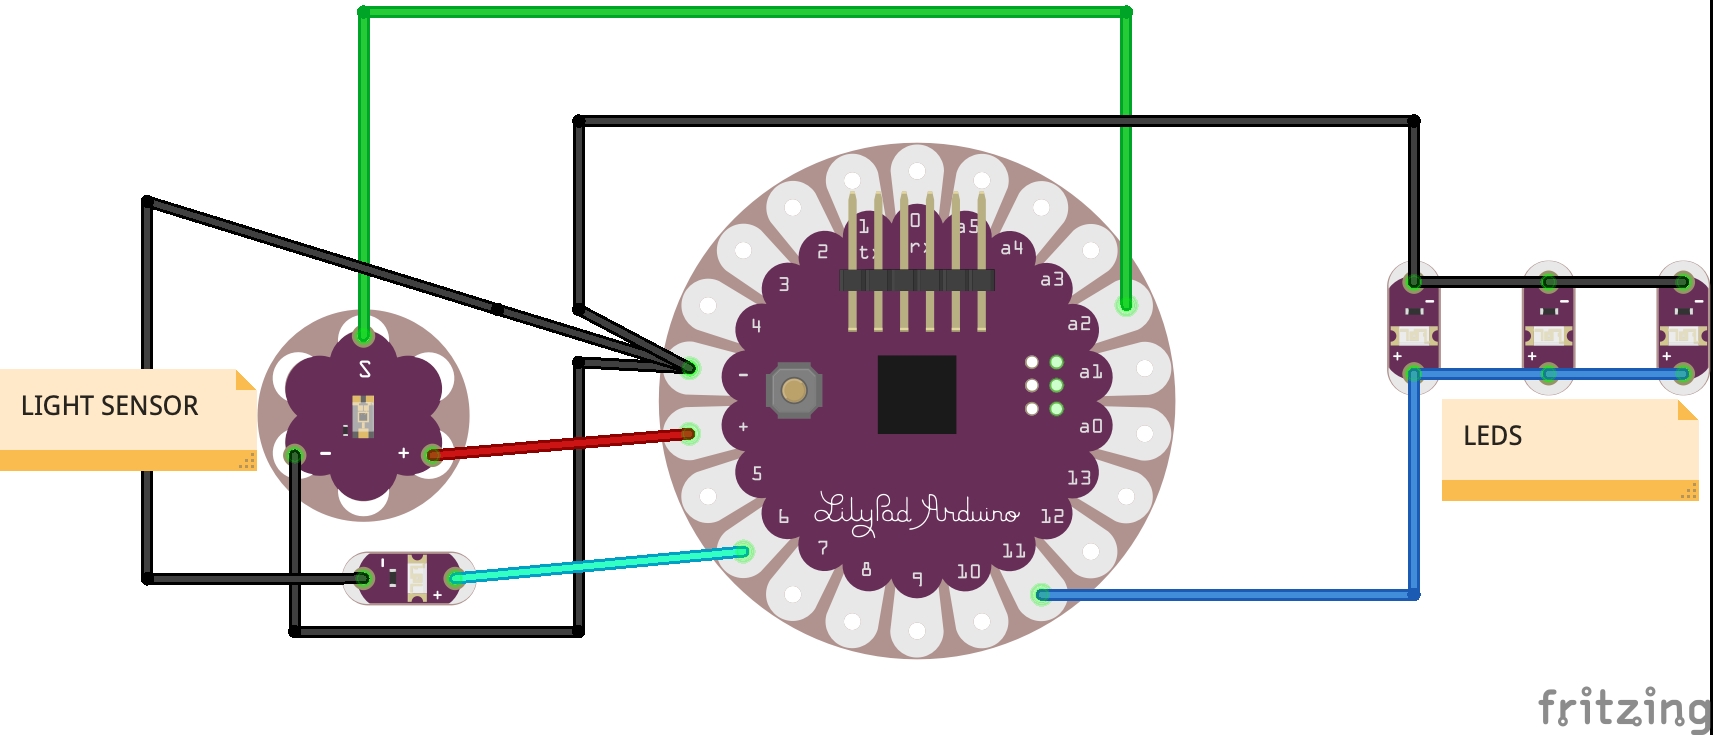 1
0
a5
tx
rx
2
a4
3
a3
4
a2
S
-
a1
-
-
-
+
+
+
LIGHT SENSOR
+
a0
LEDS
- +
5
13
6
LilyPad Arduino
12
7
11
8
9
10
-
+
fritzing